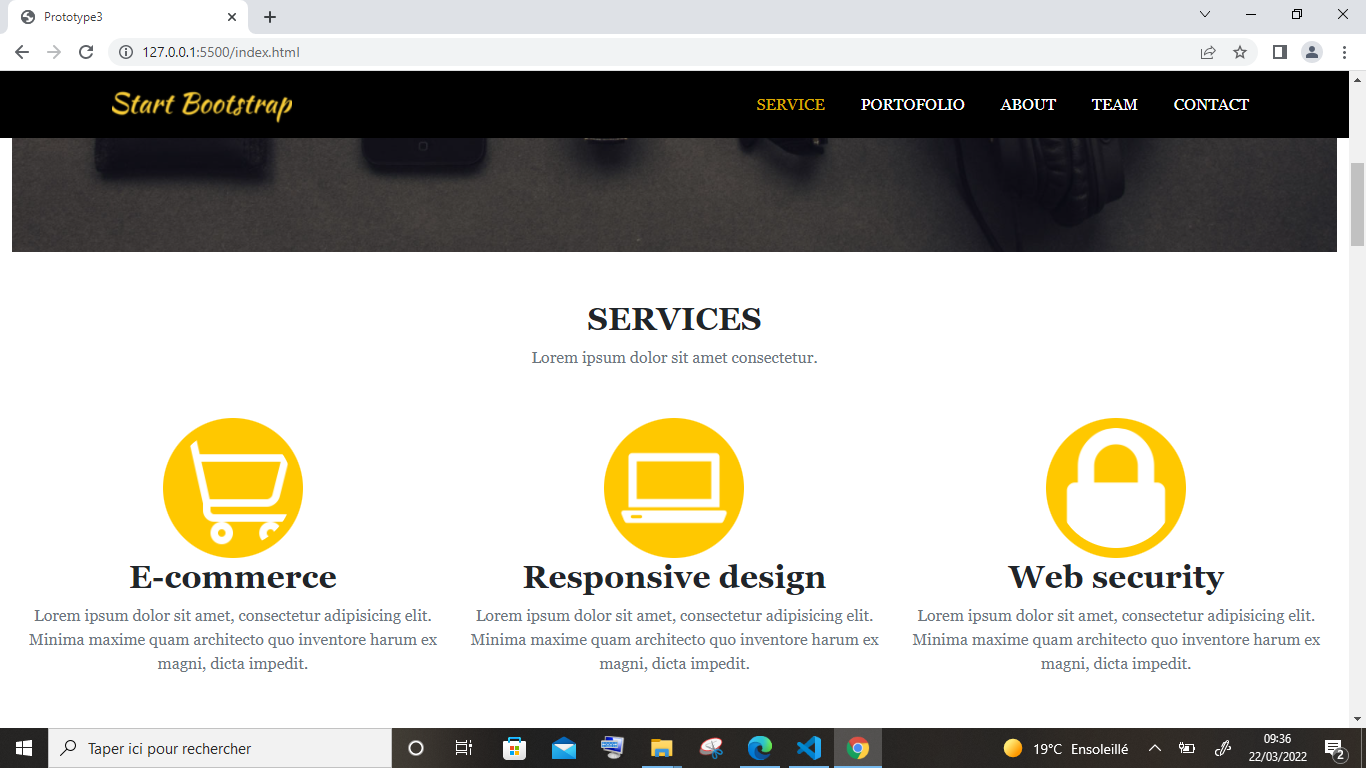 Prototype3
127.0.0.1:5500/index.html
Start Bootstrap
SERVICE PORTOFOLIO ABOUT TEAM CONTACT
SERVICES
Lorem ipsum dolor sit amet consectetur.
E-commerce
Lorem ipsum dolor sit amet, consectetur adipisicing elit.
Minima maxime quam architecto quo inventore harum ex
magni, dicta impedit.
Responsive design
Lorem ipsum dolor sit amet, consectetur adipisicing elit.
Minima maxime quam architecto quo inventore harum ex
magni, dicta impedit.
Web security
Lorem ipsum dolor sit amet, consectetur adipisicing elit.
Minima maxime quam architecto quo inventore harum ex
magni, dicta impedit.
Taper ici pour rechercher
19°C Ensoleillé
09:36
22/03/2022
2